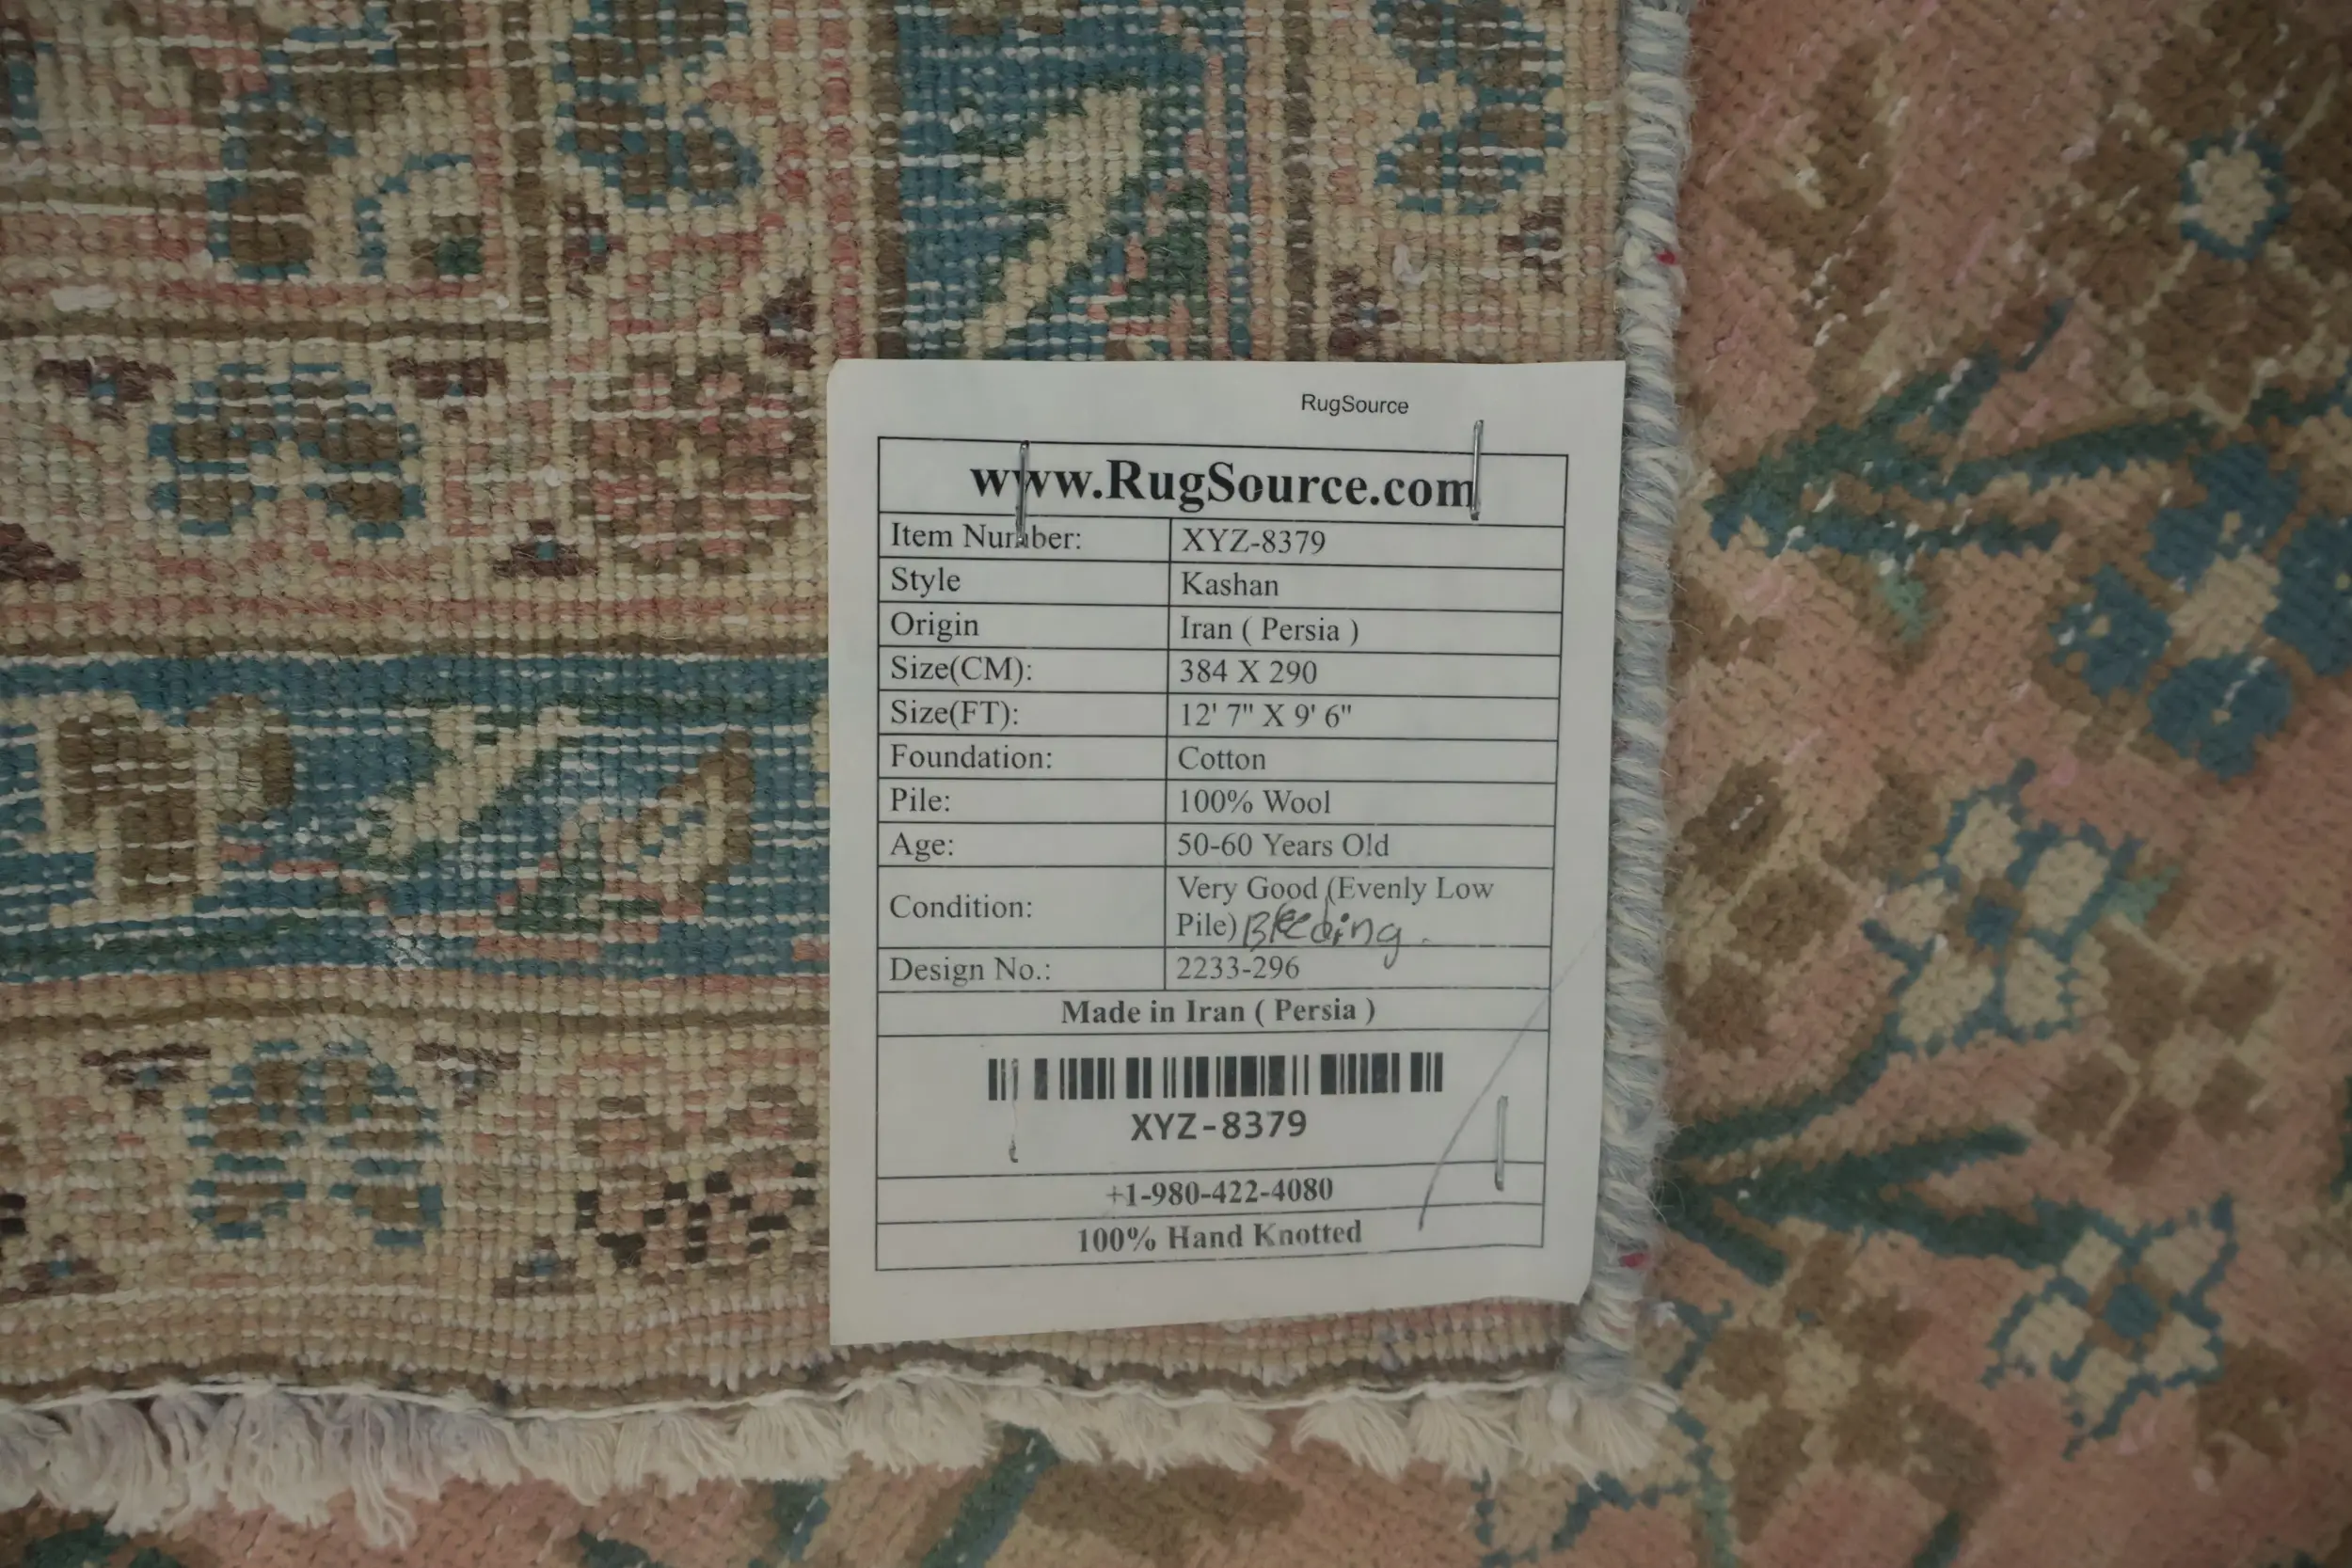 RugSource
www.RugSource.com
Item Number: XYZ-8379
Style Kashan
Origin Iran ( Persia )
Size(CM): 384 X 290
Size(FT): 12' 7" X 9' 6"
Foundation: Cotton
Pile: 100% Wool
Age: 50-60 Years Old
Condition: Very Good (Evenly Low
Pile) Bleeding.
Design No.: 2233-296
Made in Iran ( Persia )
XYZ-8379
+1-980-422-4080
100% Hand Knotted